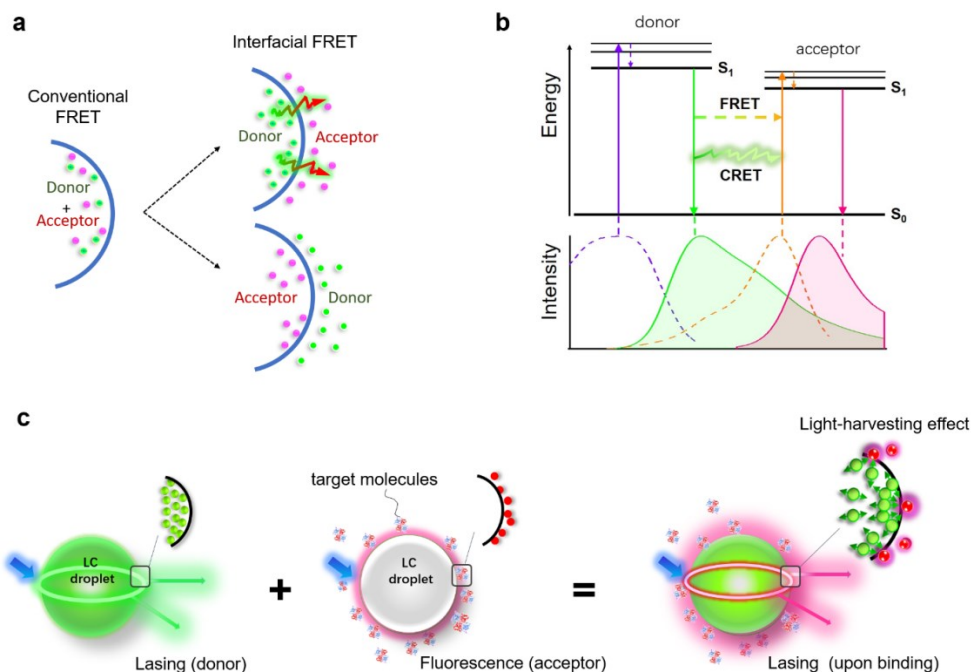 a
Conventional
FRET
Donor
+
Acceptor
Interfacial FRET
Donor
Acceptor
Acceptor
Donor
b
donor
acceptor
Energy
S1
S1
FRET
CRET
S0
Intensity
c
LC
droplet
Lasing (donor)
+
target molecules
LC
droplet
Fluorescence (acceptor)
=
Light-harvesting effect
Lasing (upon binding)